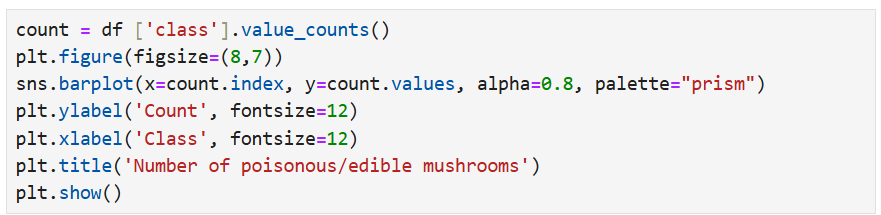 count = df ['class'].value_counts()
plt.figure(figsize=(8,7))
sns.barplot(x=count.index, y=count.values, alpha=0.8, palette="prism")
plt.ylabel('Count', fontsize=12)
plt.xlabel('Class', fontsize=12)
plt.title('Number of poisonous/edible mushrooms')
plt.show()